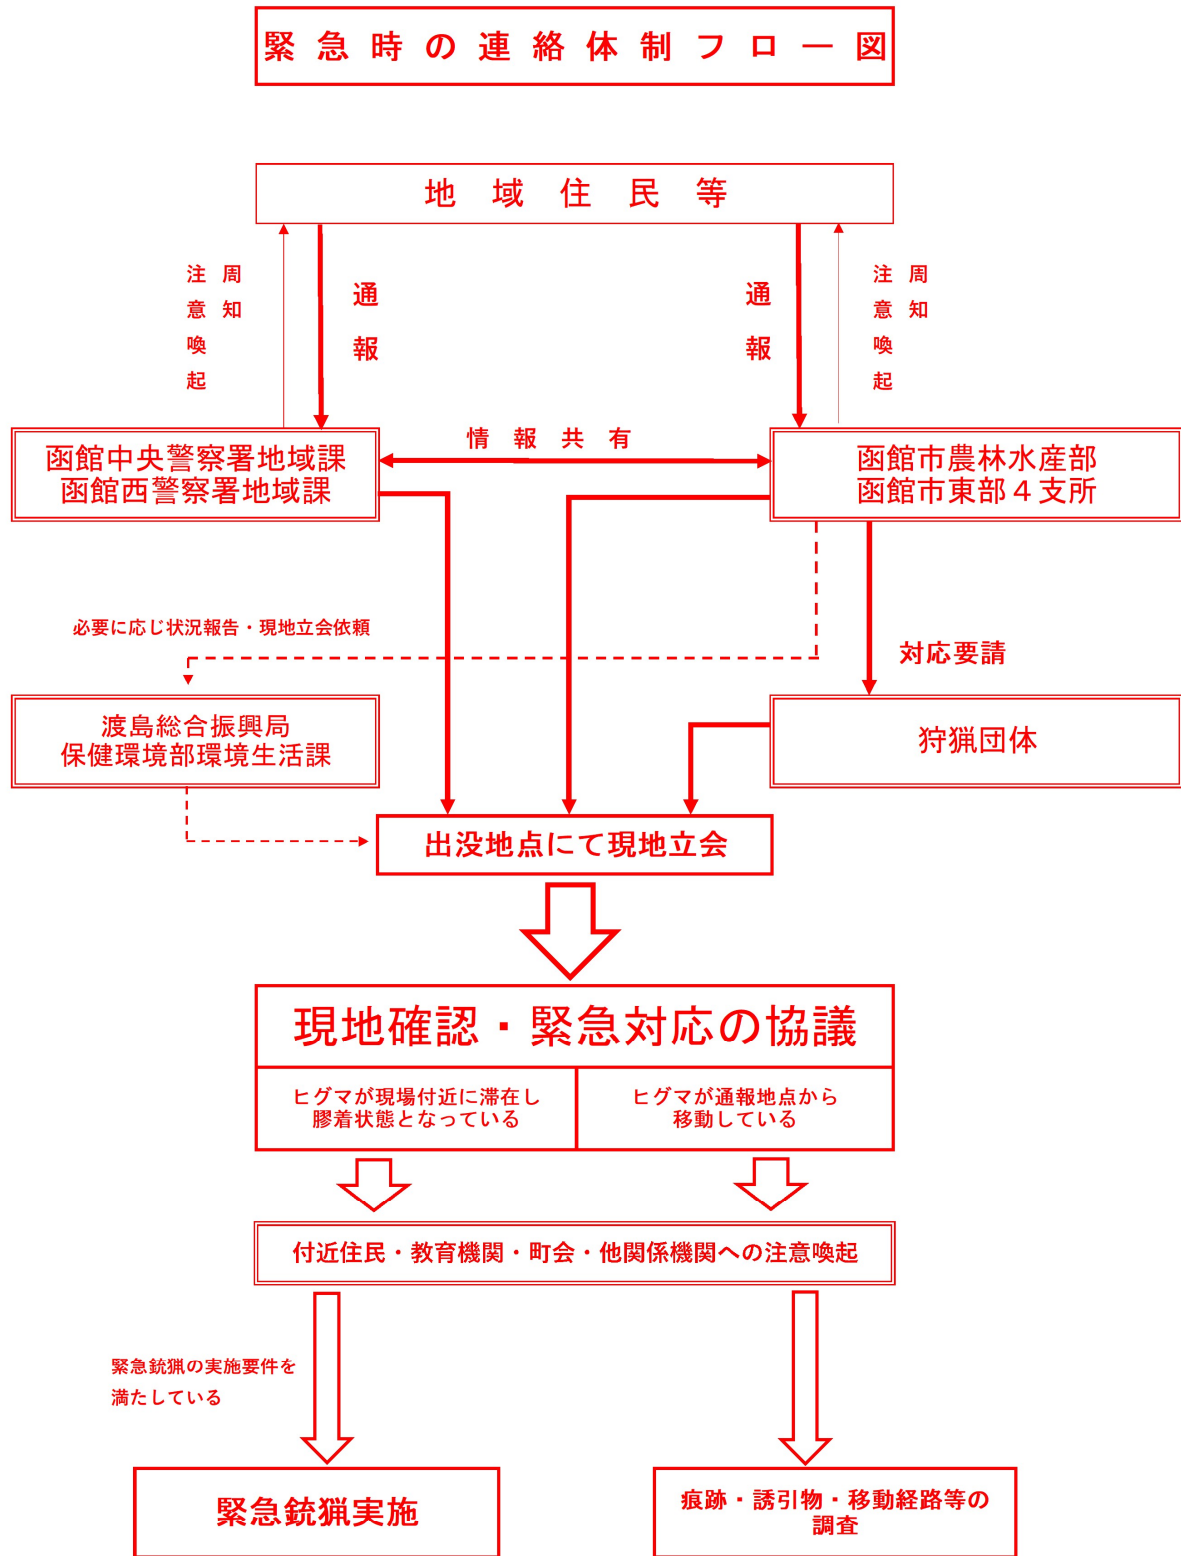 緊急時の連絡体制フロー図
地域住民等
周知
注意喚起
通報
通報
周知
注意喚起
情報共有
函館中央警察署地域課
函館西警察署地域課
函館市農林水産部
函館市東部４支所
必要に応じ状況報告・現地立会依頼
対応要請
渡島総合振興局
保健環境部環境生活課
狩猟団体
出没地点にて現地立会
現地確認・緊急対応の協議
ヒグマが現場付近に滞在し
膠着状態となっている
ヒグマが通報地点から
移動している
付近住民・教育機関・町会・他関係機関への注意喚起
緊急銃猟の実施要件を
満たしている
緊急銃猟実施
痕跡・誘引物・移動経路等の
調査